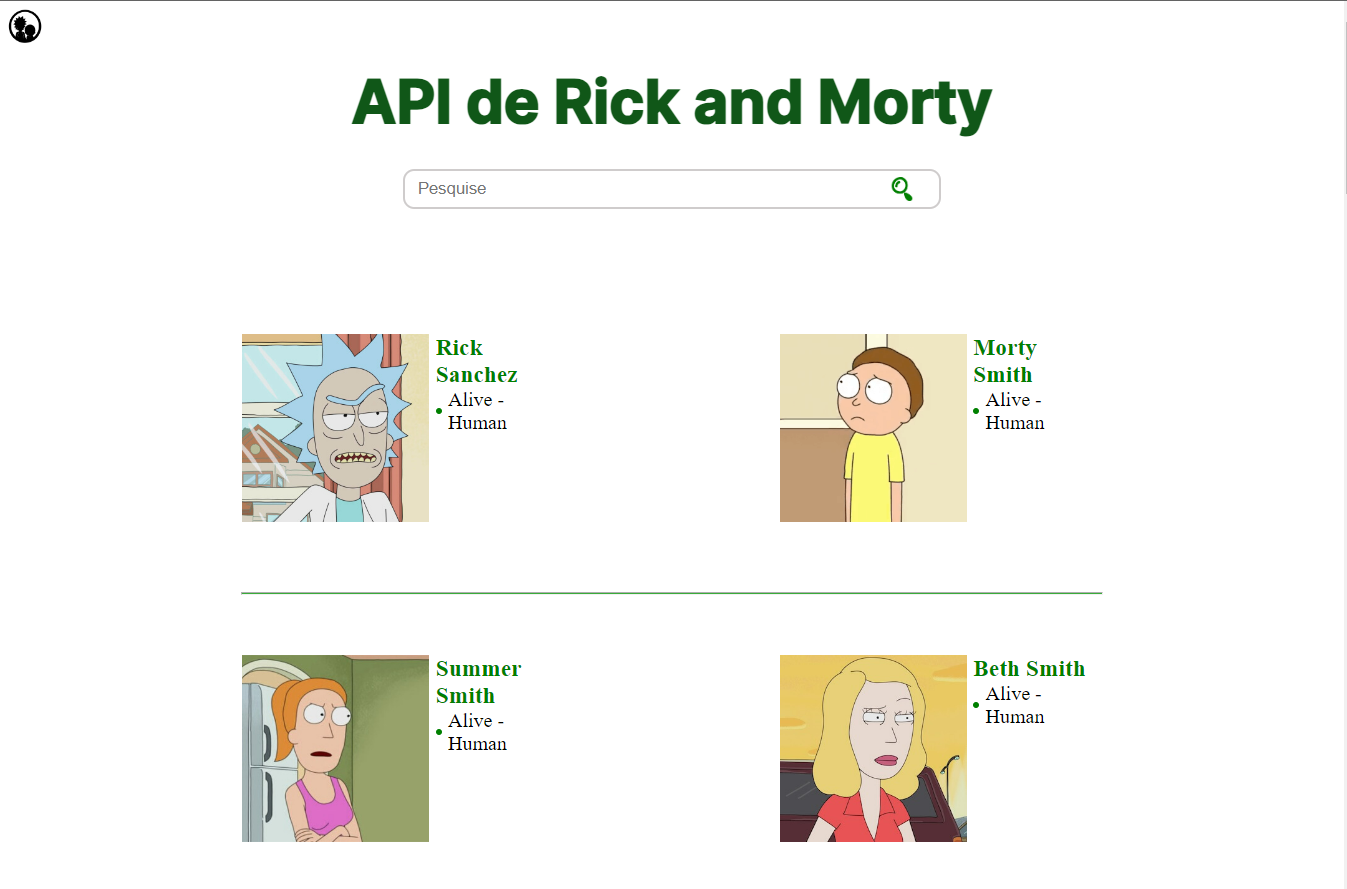 API de Rick and Morty
Pesquise
Rick
Sanchez
Alive -
Human
Morty
Smith
Alive -
Human
Summer
Smith
Alive -
Human
Beth Smith
Alive -
Human